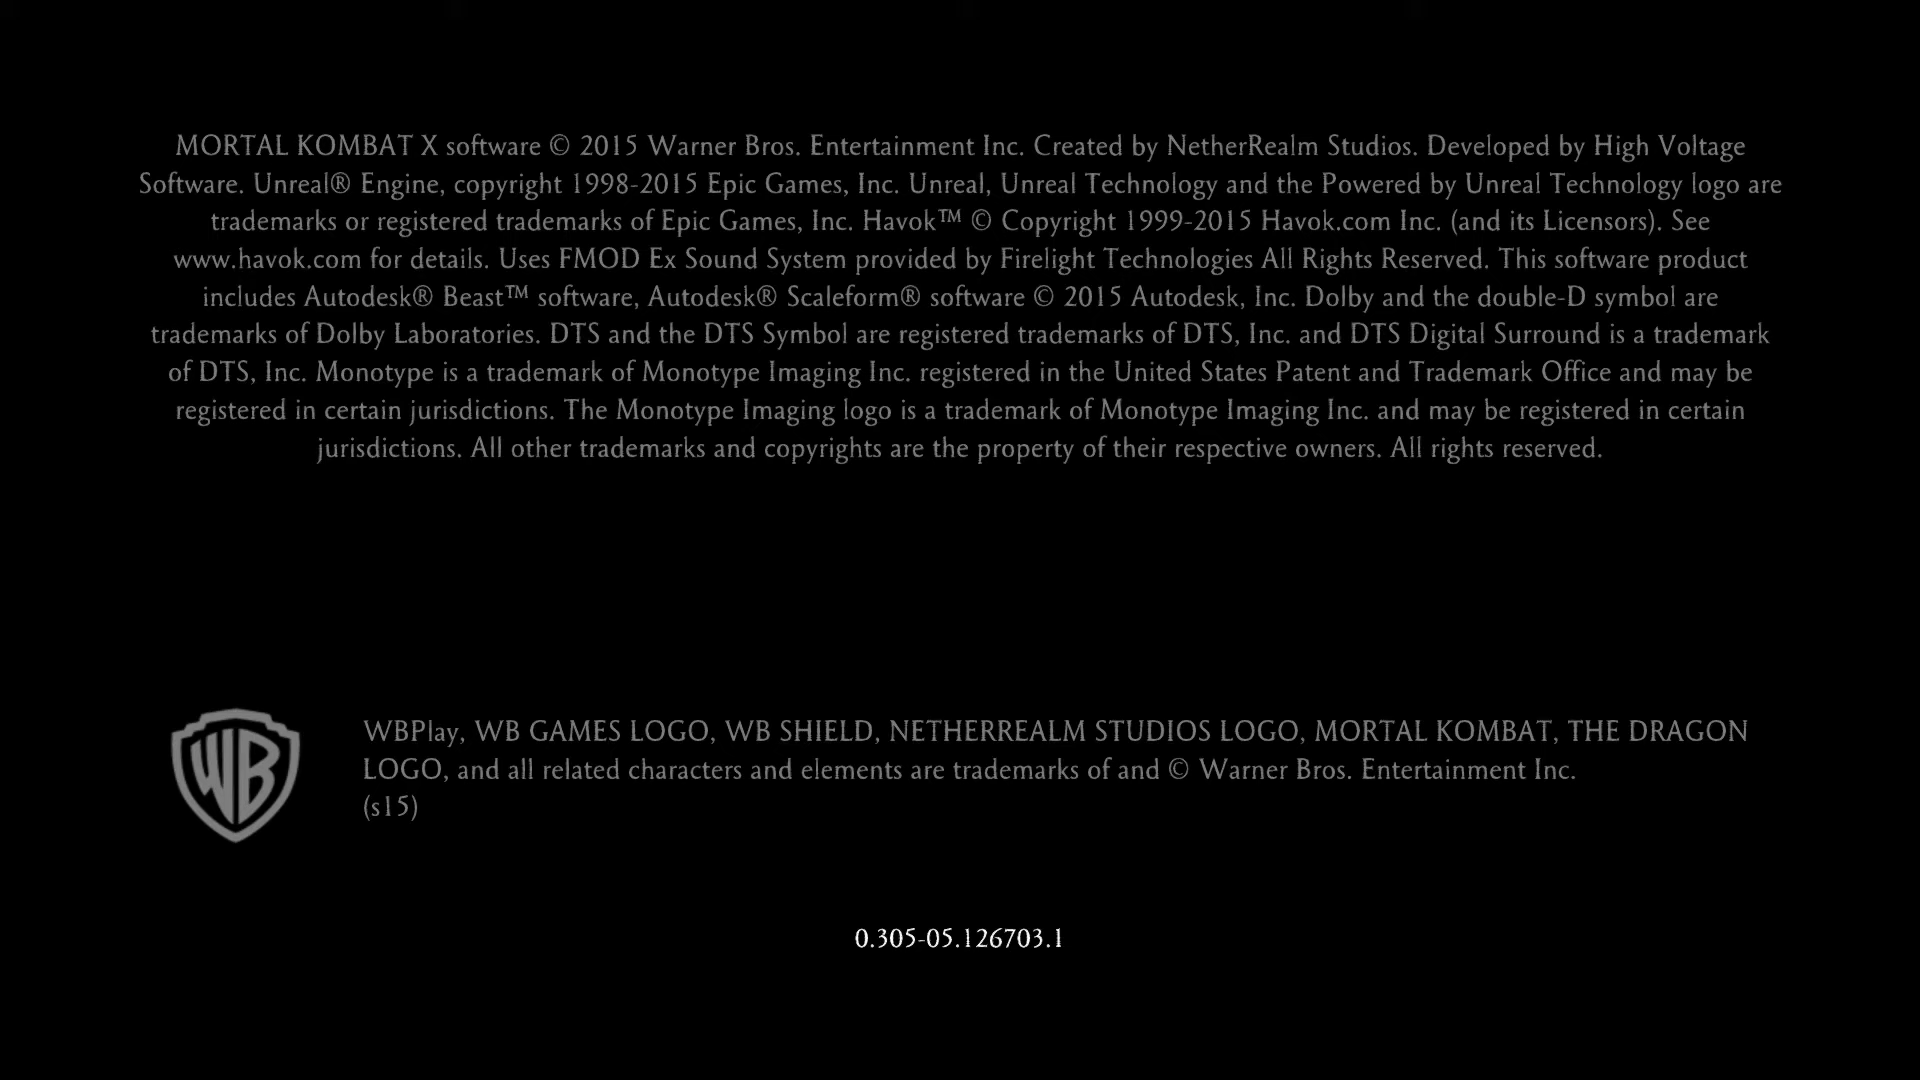 MORTAL KOMBAT X software © 2015 Warner Bros. Entertainment Inc. Created by NetherRealm Studios. Developed by High Voltage
Software. Unreal® Engine, copyright 1998-2015 Epic Games, Inc. Unreal, Unreal Technology and the Powered by Unreal Technology logo are
trademarks or registered trademarks of Epic Games, Inc. Havok™ © Copyright 1999-2015 Havok.com Inc. (and its Licensors). See
www.havok.com for details. Uses FMOD Ex Sound System provided by Firelight Technologies All Rights Reserved. This software product
includes Autodesk® Beast™ software, Autodesk® Scaleform® software © 2015 Autodesk, Inc. Dolby and the double-D symbol are
trademarks of Dolby Laboratories. DTS and the DTS Symbol are registered trademarks of DTS, Inc. and DTS Digital Surround is a trademark
of DTS, Inc. Monotype is a trademark of Monotype Imaging Inc. registered in the United States Patent and Trademark Office and may be
registered in certain jurisdictions. The Monotype Imaging logo is a trademark of Monotype Imaging Inc. and may be registered in certain
jurisdictions. All other trademarks and copyrights are the property of their respective owners. All rights reserved.
WB
WBPlay, WB GAMES LOGO, WB SHIELD, NETHERREALM STUDIOS LOGO, MORTAL KOMBAT, THE DRAGON
LOGO, and all related characters and elements are trademarks of and © Warner Bros. Entertainment Inc.
(s15)
0.305-05.126703.1